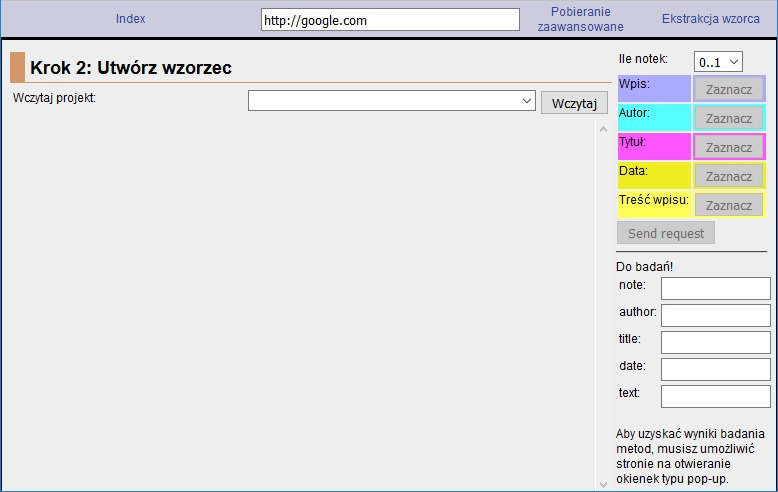 Index
http://google.com
Pobieranie
zaawansowane
Ekstrakcja wzorca
Krok 2: Utwórz wzorzec
Wczytaj projekt:
Wczytaj
Ile notek:
0..1
Wpis:
Zaznacz
Autor:
Zaznacz
Tytuł:
Zaznacz
Data:
Zaznacz
Treść wpisu:
Zaznacz
Send request
Do badań!
note:
author:
title:
date:
text:
Aby uzyskać wyniki badania
metod, musisz umożliwić
stronie na otwieranie
okienek typu pop-up.